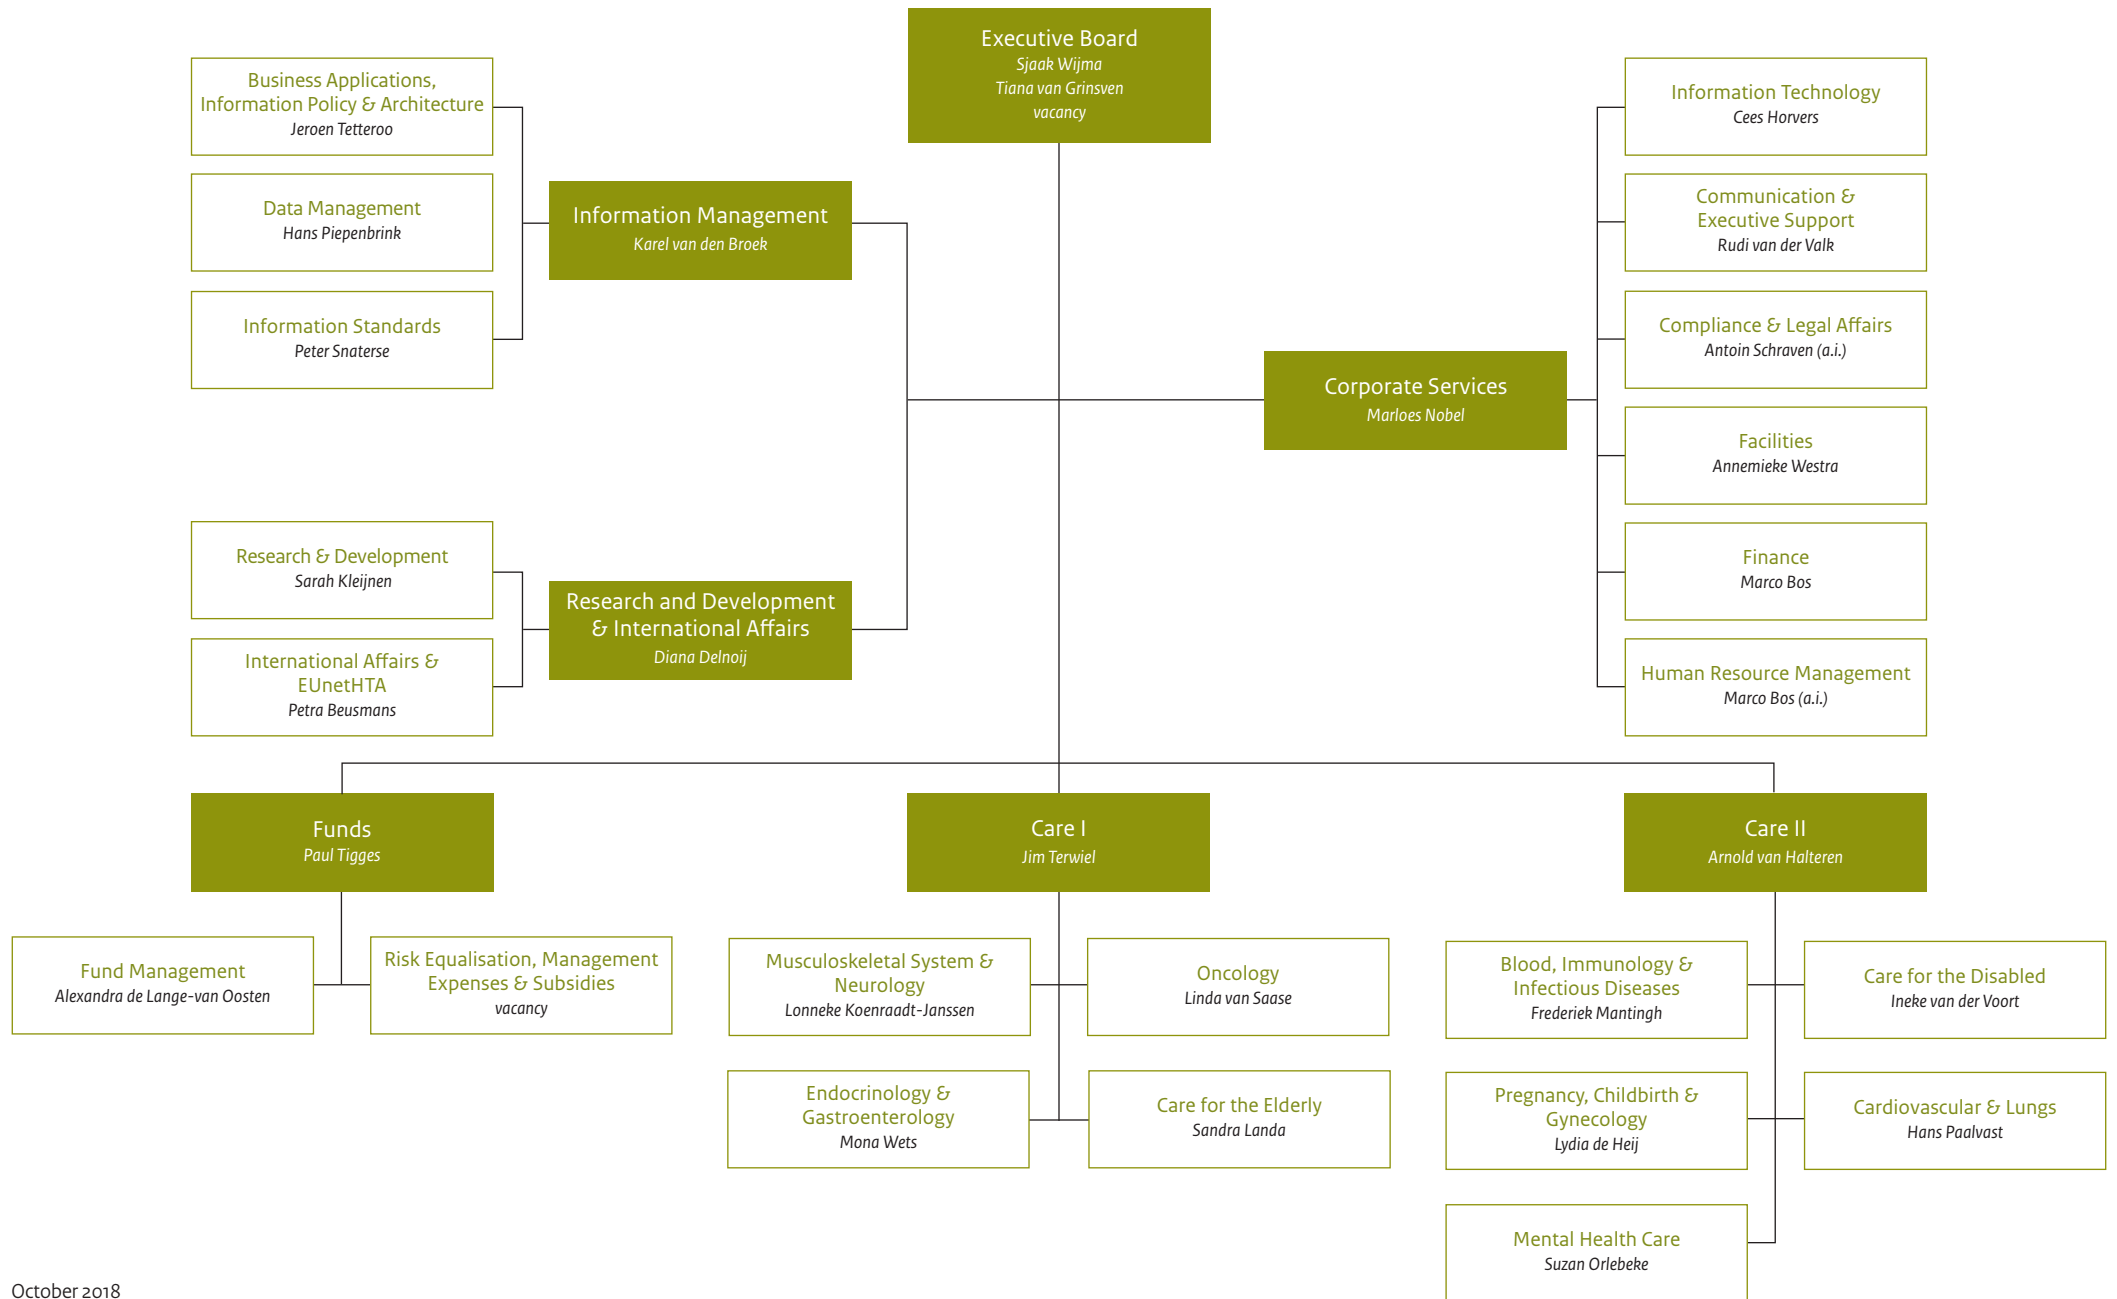 Executive Board
Sjaak Wijma
Tiana van Grinsven
vacancy
Business Applications,
Information Policy & Architecture
Jeroen Tetteroo
Data Management
Hans Piepenbrink
Information Standards
Peter Snaterse
Information Management
Karel van den Broek
Research & Development
Sarah Kleijnen
International Affairs &
EUnetHTA
Petra Beusmans
Research and Development
& International Affairs
Diana Delnoij
Corporate Services
Marloes Nobel
Information Technology
Cees Horvers
Communication &
Executive Support
Rudi van der Valk
Compliance & Legal Affairs
Antoin Schraven (a.i.)
Facilities
Annemieke Westra
Finance
Marco Bos
Human Resource Management
Marco Bos (a.i.)
Funds
Paul Tigges
Fund Management
Alexandra de Lange-van Oosten
Risk Equalisation, Management
Expenses & Subsidies
vacancy
Care I
Jim Terwiel
Musculoskeletal System &
Neurology
Lonneke Koenraadt-Janssen
Oncology
Linda van Saase
Endocrinology &
Gastroenterology
Mona Wets
Care for the Elderly
Sandra Landa
Care II
Arnold van Halteren
Blood, Immunology &
Infectious Diseases
Frederiek Mantingh
Care for the Disabled
Ineke van der Voort
Pregnancy, Childbirth &
Gynecology
Lydia de Heij
Cardiovascular & Lungs
Hans Paalvast
Mental Health Care
Suzan Orlebeke
October 2018